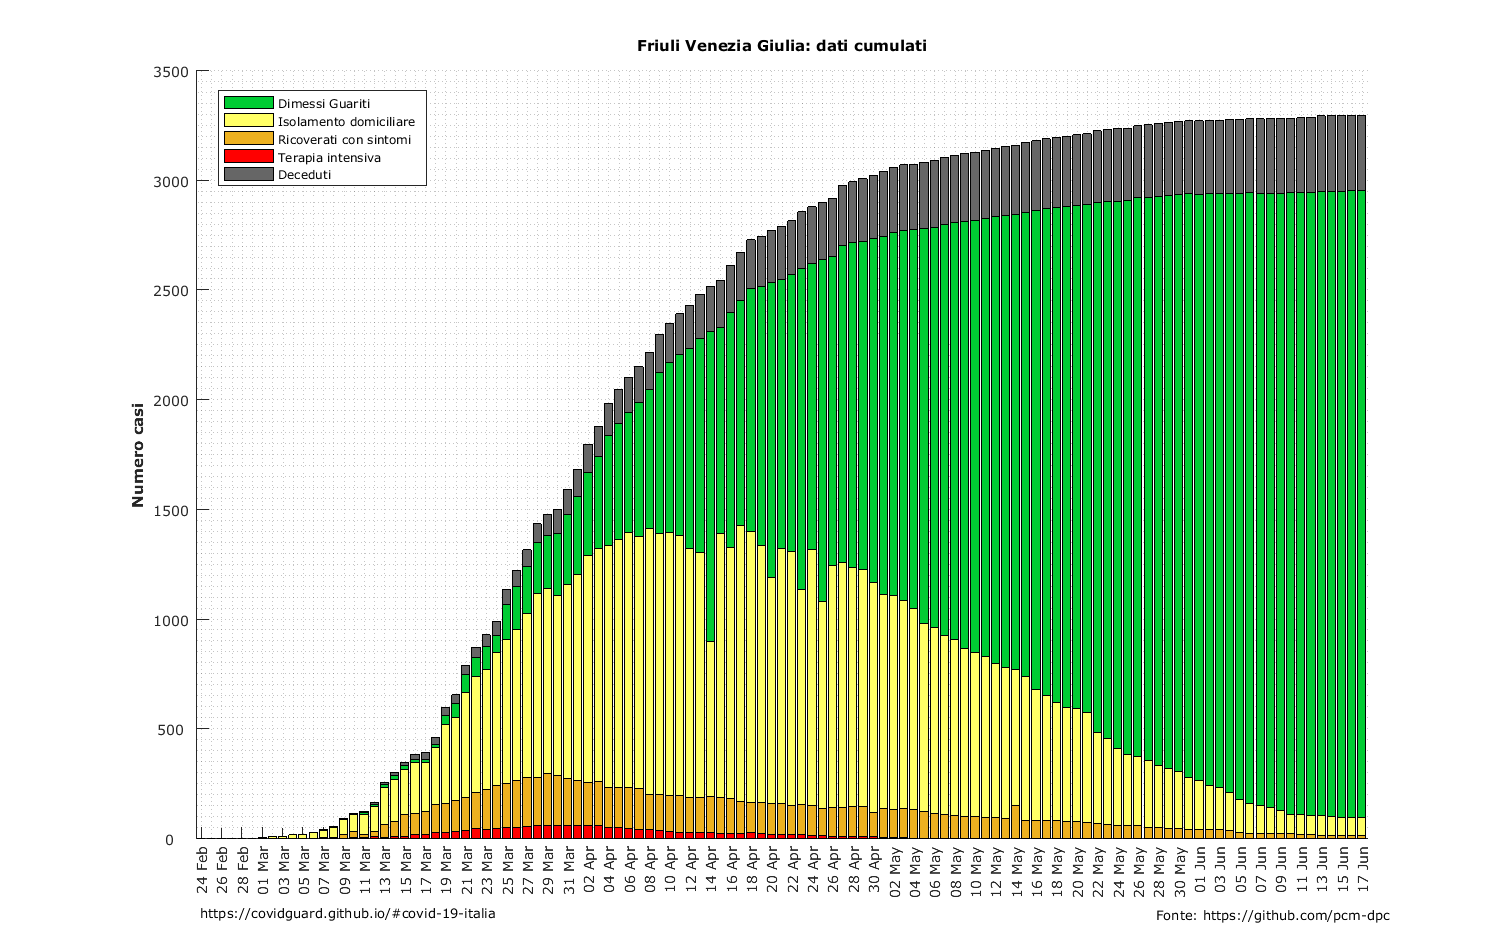 Friuli Venezia Giulia: dati cumulati
3500
3000
2500
2000
1500
1000
500
0
Numero casi
Dimessi Guariti
Isolamento domiciliare
Ricoverati con sintomi
Terapia intensiva
Deceduti
24 Feb
26 Feb
28 Feb
01 Mar
03 Mar
05 Mar
07 Mar
09 Mar
11 Mar
13 Mar
15 Mar
17 Mar
19 Mar
21 Mar
23 Mar
25 Mar
27 Mar
29 Mar
31 Mar
02 Apr
04 Apr
06 Apr
08 Apr
10 Apr
12 Apr
14 Apr
16 Apr
18 Apr
20 Apr
22 Apr
24 Apr
26 Apr
28 Apr
30 Apr
02 May
04 May
06 May
08 May
10 May
12 May
14 May
16 May
18 May
20 May
22 May
24 May
26 May
28 May
30 May
01 Jun
03 Jun
05 Jun
07 Jun
09 Jun
11 Jun
13 Jun
15 Jun
17 Jun
https://covidguard.github.io/#covid-19-italia
Fonte: https://github.com/pcm-dpc